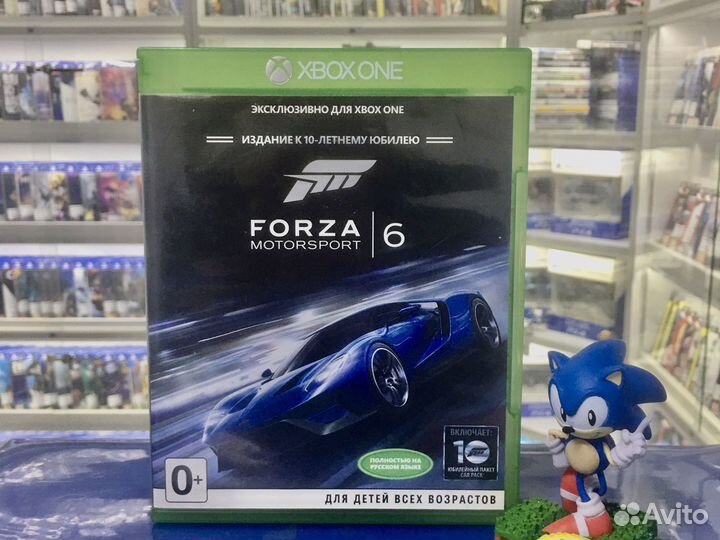 XBOX ONE
ЭКСКЛЮЗИВНО ДЛЯ XBOX ONE
ИЗДАНИЕ К 10-ЛЕТНЕМУ ЮБИЛЕЮ
FORZA
MOTORSPORT
6
ВКЛЮЧАЕТ:
10
ЮБИЛЕЙНЫЙ ПАКЕТ
CAR PACK
ПОЛНОСТЬЮ НА
РУССКОМ ЯЗЫКЕ
0+
ДЛЯ ДЕТЕЙ ВСЕХ ВОЗРАСТОВ
Avito